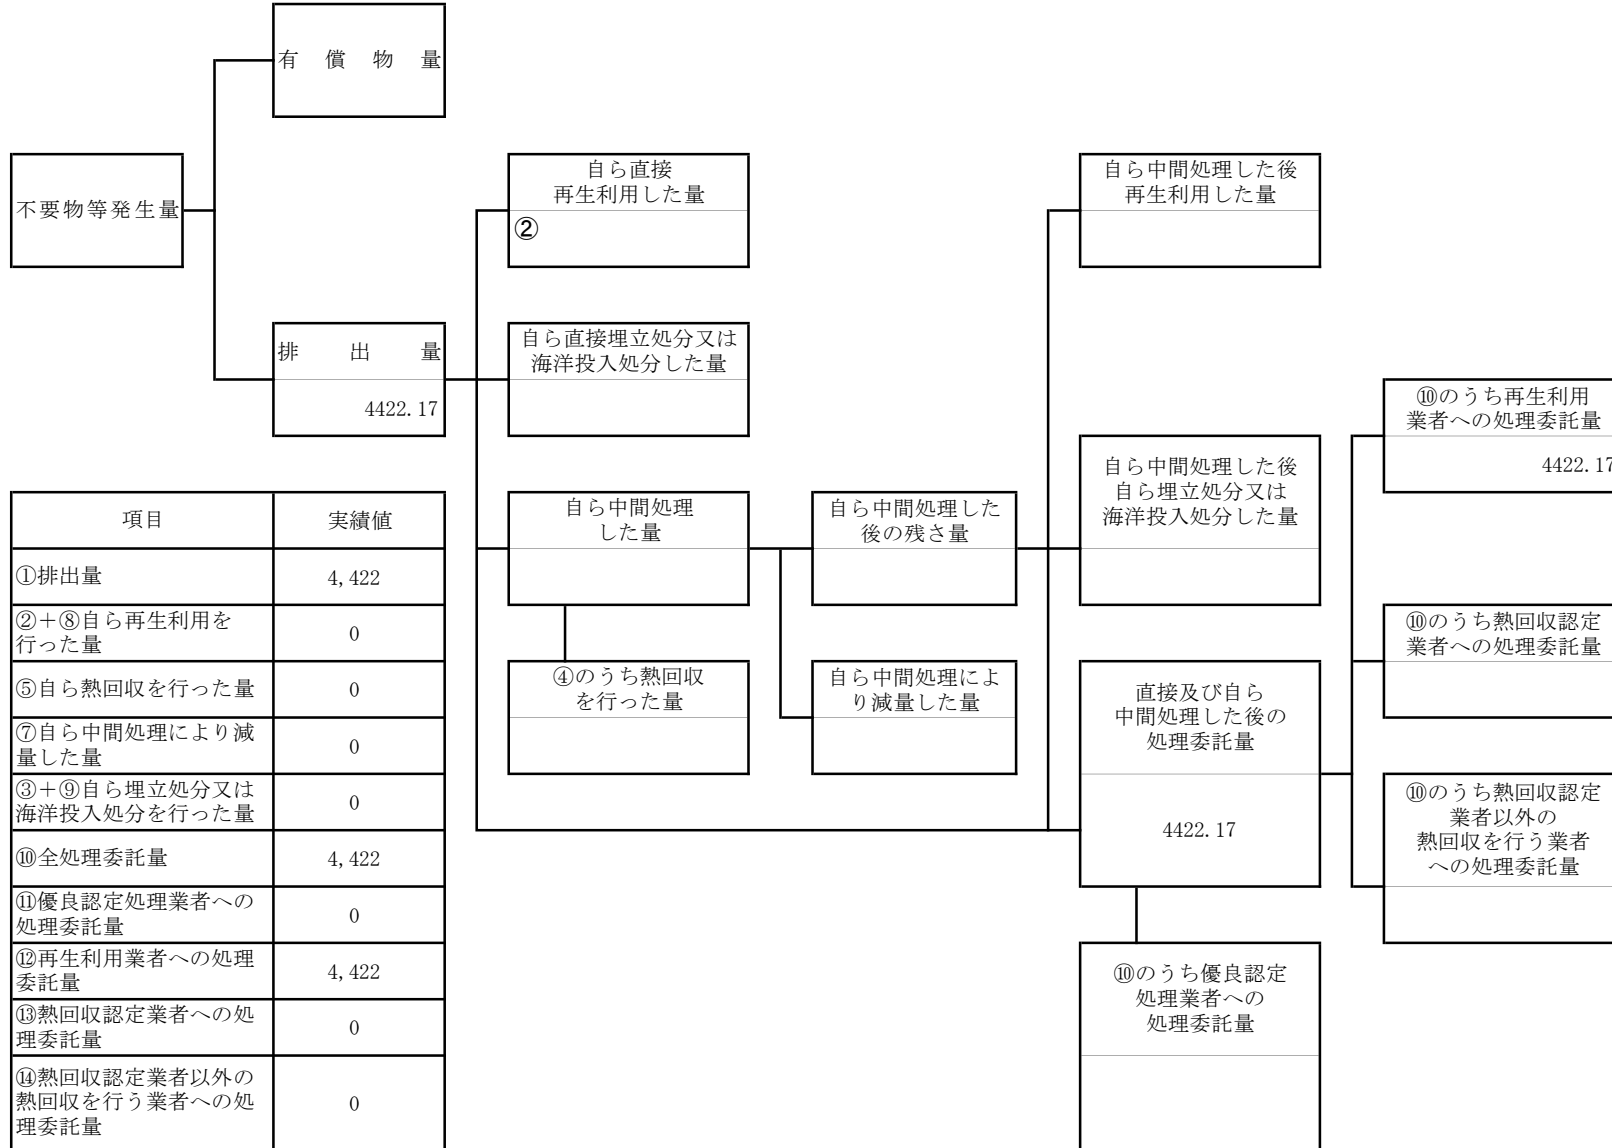 有償物量
不要物等発生量
自ら直接
再生利用した量
②
自ら中間処理した後
再生利用した量
排出量
4422.17
自ら直接埋立処分又は
海洋投入処分した量
⑩のうち再生利用
業者への処理委託量
4422.17
自ら中間処理
した量
自ら中間処理した
後の残さ量
自ら中間処理した後
自ら埋立処分又は
海洋投入処分した量
④のうち熱回収
を行った量
自ら中間処理によ
り減量した量
直接及び自ら
中間処理した後の
処理委託量
4422.17
⑩のうち熱回収認定
業者への処理委託量
⑩のうち熱回収認定
業者以外の
熱回収を行う業者
への処理委託量
⑩のうち優良認定
処理業者への
処理委託量
項目 実績値
①排出量 4,422
②+⑧自ら再生利用を
行った量 0
⑤自ら熱回収を行った量 0
⑦自ら中間処理により減
量した量 0
③+⑨自ら埋立処分又は
海洋投入処分を行った量 0
⑩全処理委託量 4,422
⑪優良認定処理業者への
処理委託量 0
⑫再生利用業者への処理
委託量 4,422
⑬熱回収認定業者への処
理委託量 0
⑭熱回収認定業者以外の
熱回収を行う業者への処
理委託量 0